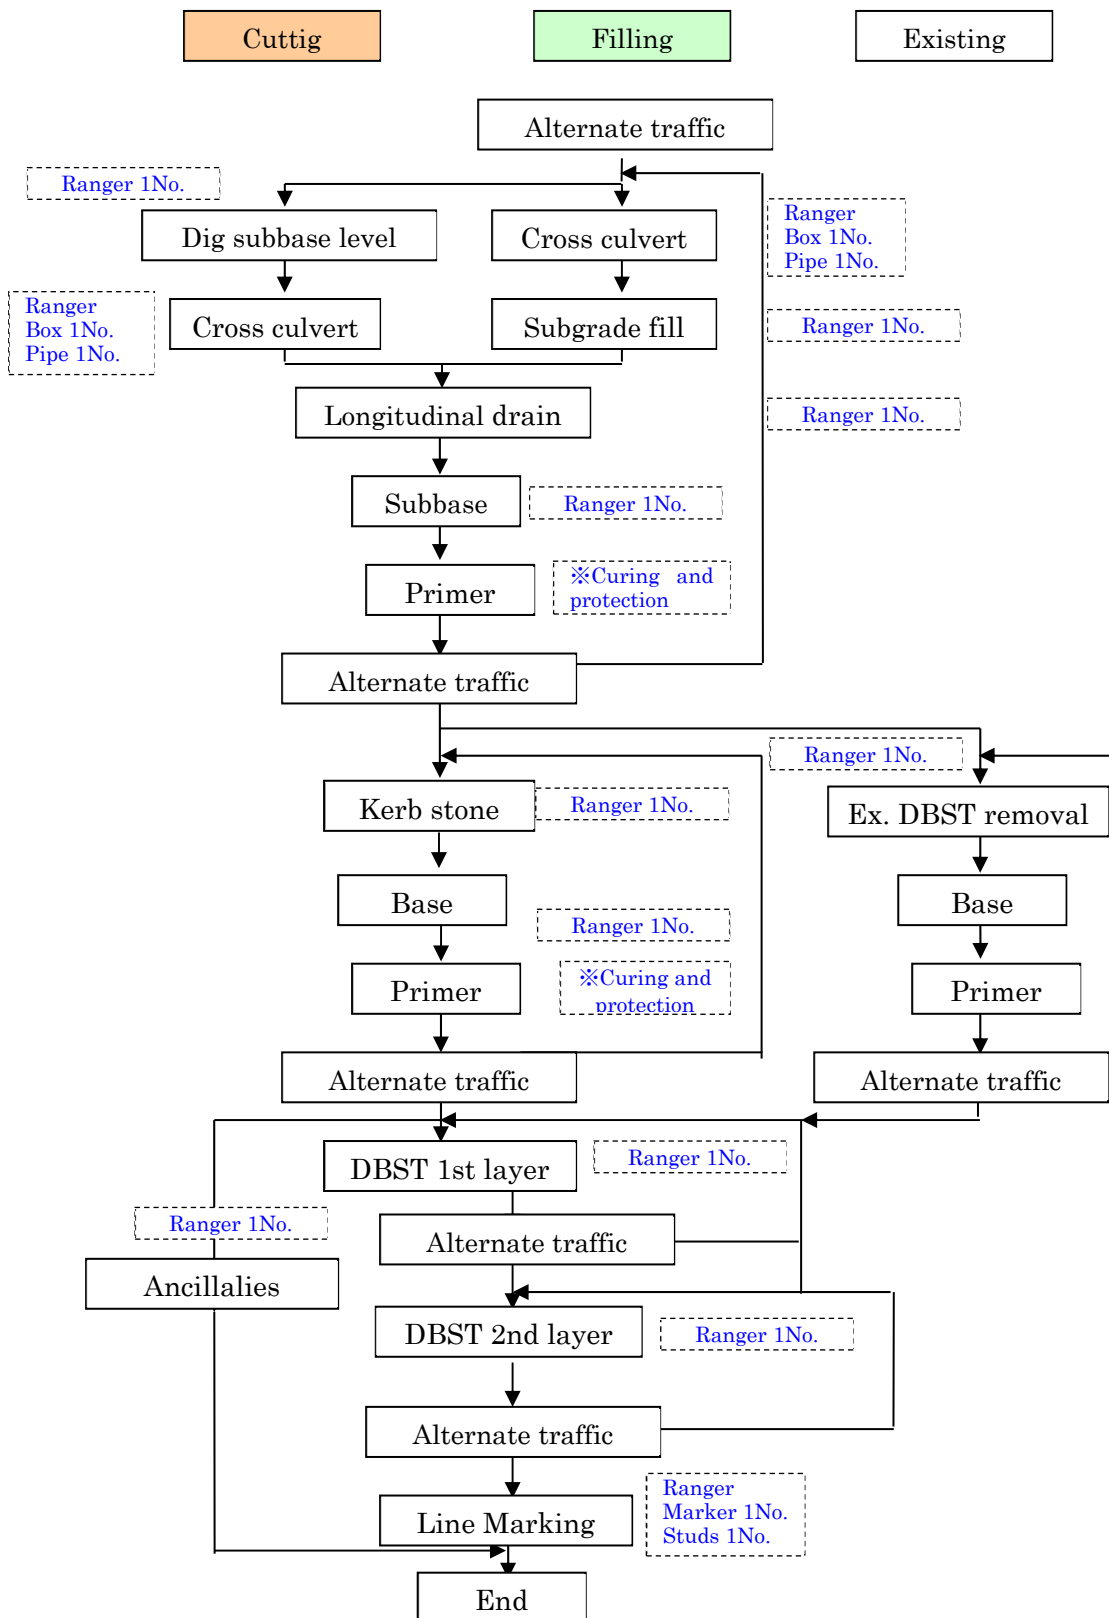 Cuttig
Filling
Existing
Alternate traffic
Ranger 1No.
Dig subbase level
Cross culvert
Ranger
Box 1No.
Pipe 1No.
Ranger
Box 1No.
Pipe 1No.
Cross culvert
Subgrade fill
Ranger 1No.
Longitudinal drain
Ranger 1No.
Subbase
Ranger 1No.
Primer
※Curing and
protection
Alternate traffic
Ranger 1No.
Kerb stone
Ranger 1No.
Ex. DBST removal
Base
Ranger 1No.
Base
Primer
※Curing and
protection
Primer
Alternate traffic
Alternate traffic
DBST 1st layer
Ranger 1No.
Ranger 1No.
Alternate traffic
Ancillalies
DBST 2nd layer
Ranger 1No.
Alternate traffic
Ranger
Marker 1No.
Studs 1No.
Line Marking
End